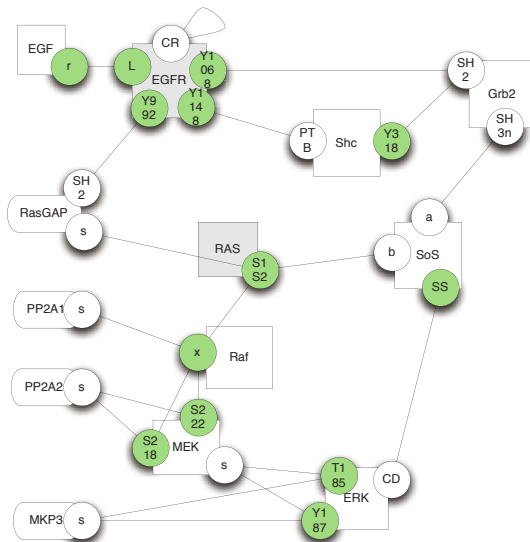 CR
EGF
r
L
EGFR
Y1
06
8
Y9
92
Y1
14
8
SH
2
Grb2
SH
3n
PT
B
Shc
Y3
18
SH
2
RasGAP
s
a
b
SoS
SS
RAS
S1
S2
PP2A1
s
x
Raf
PP2A2
s
S2
22
S2
18
MEK
s
T1
85
CD
ERK
MKP3
s
Y1
87